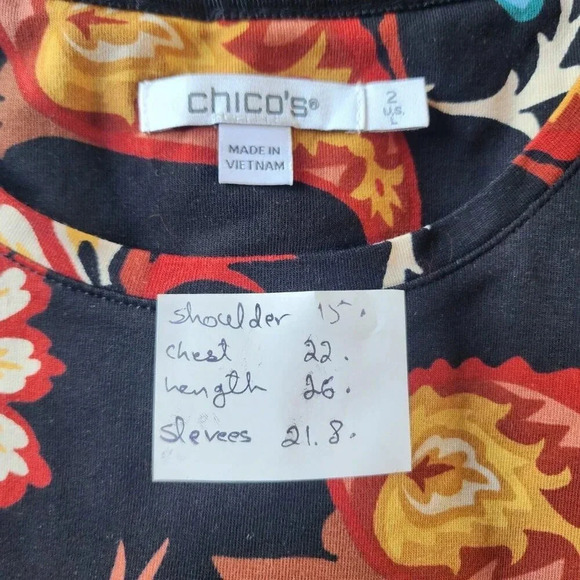 chico's®
2
U.S.
L
MADE IN
VIETNAM
Shoulder 15.
chest 22.
Length 26.
Slevees 21.8.